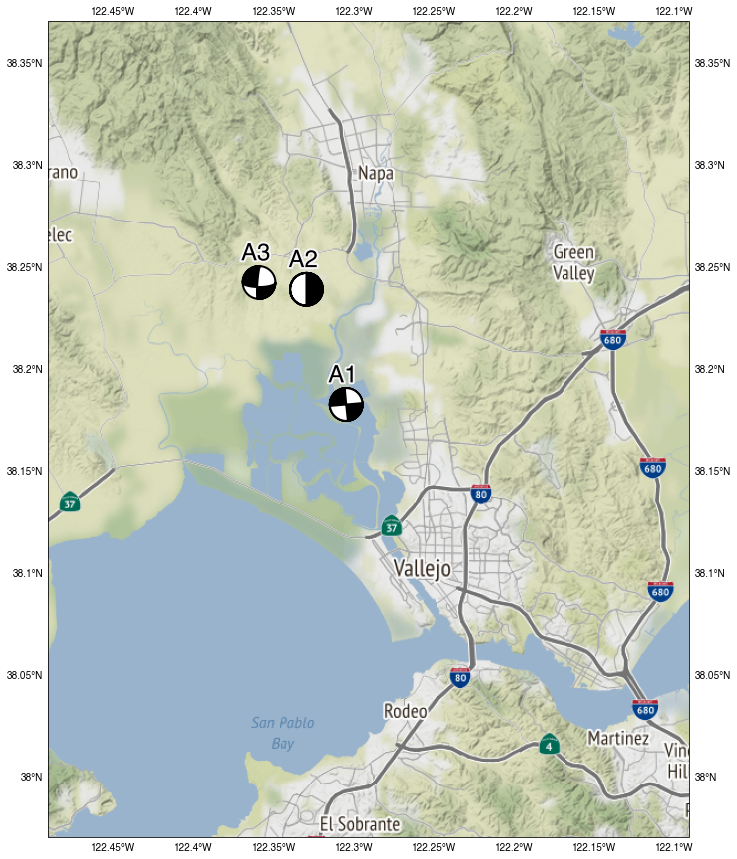 122.45°W 122.4°W 122.35°W 122.3°W 122.25°W 122.2°W 122.15°W 122.1°W
38.35°N 38.35°N
38.3°N 38.3°N
rano
Napa
elec
Green
Valley
A3
A2
38.25°N 38.25°N
680
38.2°N 38.2°N
A1
38.15°N 38.15°N
680
80
37
37
38.1°N 38.1°N
Vallejo
680
38.05°N 38.05°N
80
680
Rodeo
San Pablo
Bay
4
Martinez
Vine
Hil
38°N 38°N
El Sobrante
122.45°W 122.4°W 122.35°W 122.3°W 122.25°W 122.2°W 122.15°W 122.1°W